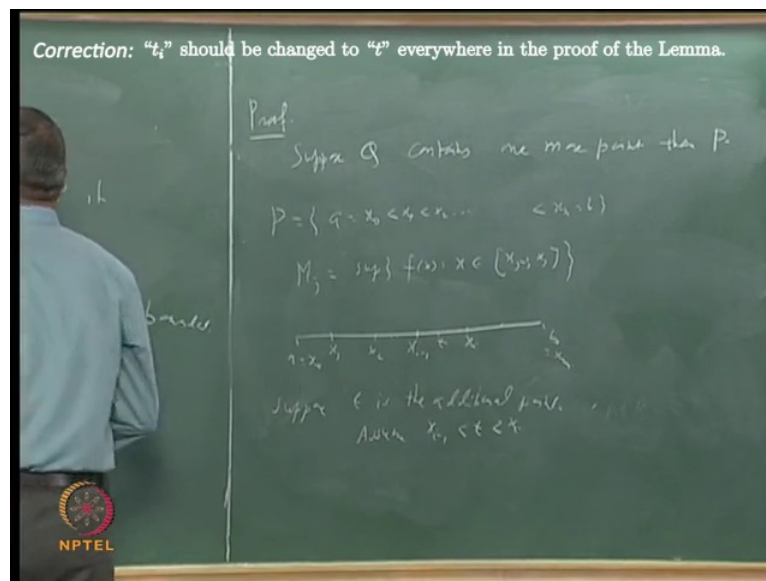 Correction: “tᵢ” should be changed to “t” everywhere in the proof of the Lemma.
Proof.
Suppose Q contains one more point than P.
it
P = { a = x₀ < x₁ < x₂ ... < xₙ = b }
Mⱼ = sup { f(x) : x ∈ [xⱼ₋₁, xⱼ] }
bounded
a = x₀ x₁ x₂ xᵢ₋₁ xᵢ b = xₙ
Suppose t is the additional point.
Assume xᵢ₋₁ < t < xᵢ
NPTEL